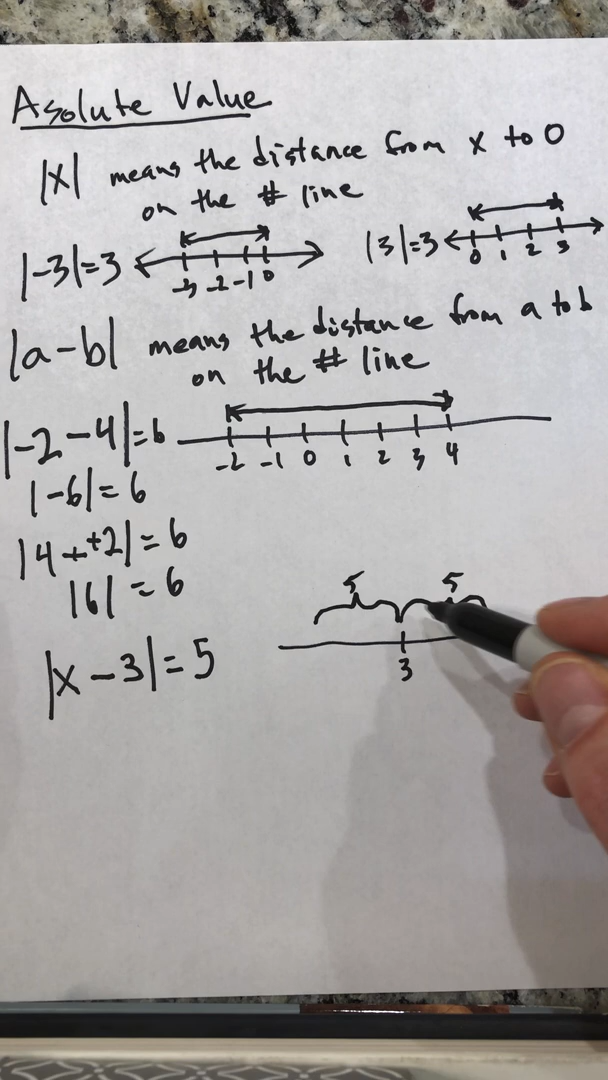 Asolute Value
|x| means the distance from x to 0
on the # line
|-3|=3 -3 -2 -1 0 |3|=3 0 1 2 3
|a-b| means the distance from a to b
on the # line
|-2-4|=6 -2 -1 0 1 2 3 4
|-6|=6
|4++2|=6
|6|=6
5 5
|x-3|=5 3